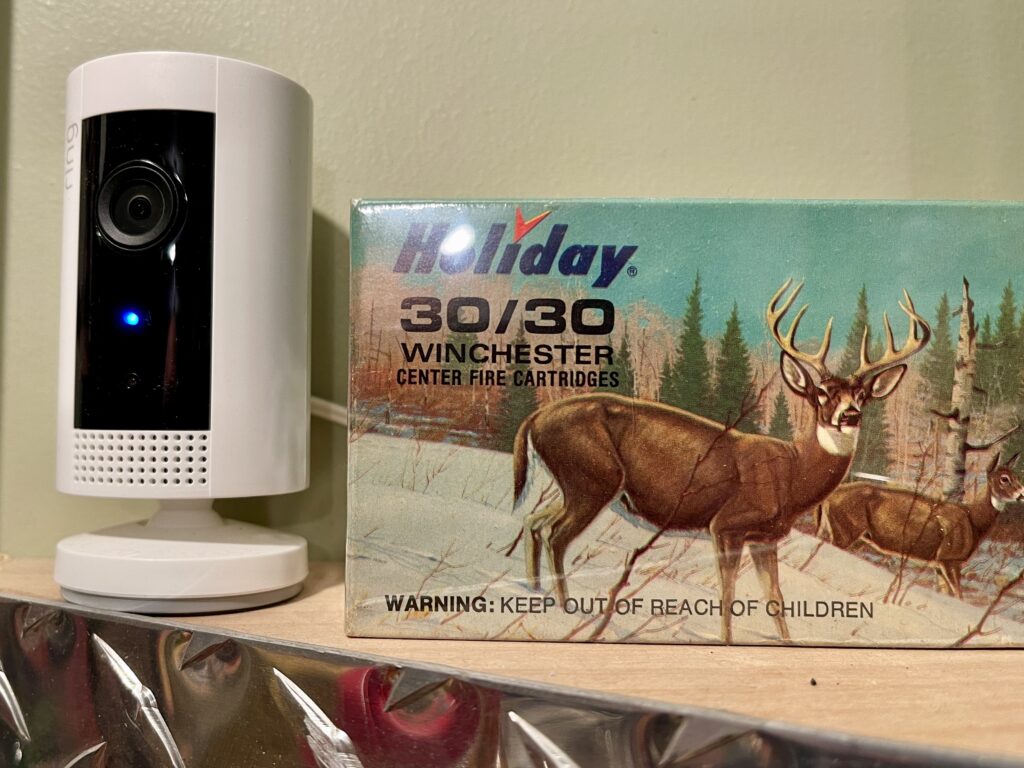 ring
Holiday®
30/30
WINCHESTER
CENTER FIRE CARTRIDGES
WARNING: KEEP OUT OF REACH OF CHILDREN